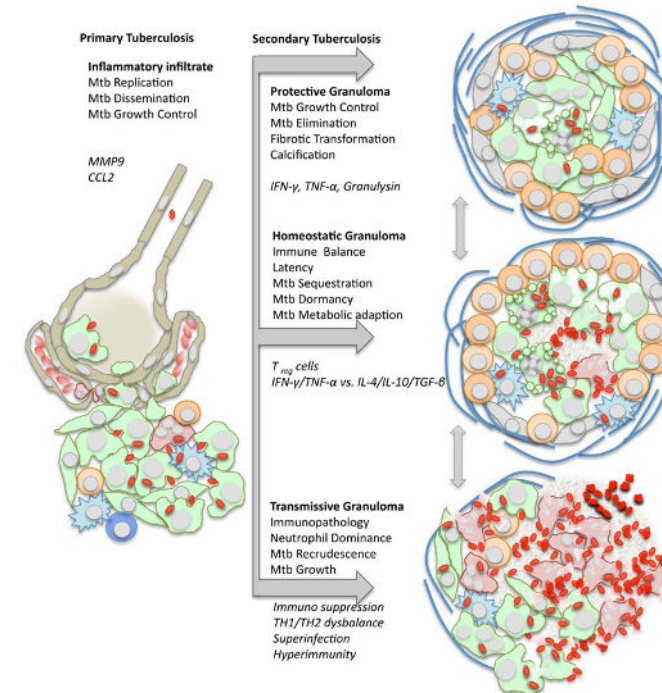 Primary Tuberculosis
Inflammatory infiltrate
Mtb Replication
Mtb Dissemination
Mtb Growth Control
MMP9
CCL2
Secondary Tuberculosis
Protective Granuloma
Mtb Growth Control
Mtb Elimination
Fibrotic Transformation
Calcification
IFN-γ, TNF-α, Granulysin
Homeostatic Granuloma
Immune Balance
Latency
Mtb Sequestration
Mtb Dormancy
Mtb Metabolic adaption
T reg cells
IFN-γ/TNF-α vs. IL-4/IL-10/TGF-β
Transmissive Granuloma
Immunopathology
Neutrophil Dominance
Mtb Recrudescence
Mtb Growth
Immuno suppression
TH1/TH2 dysbalance
Superinfection
Hyperimmunity